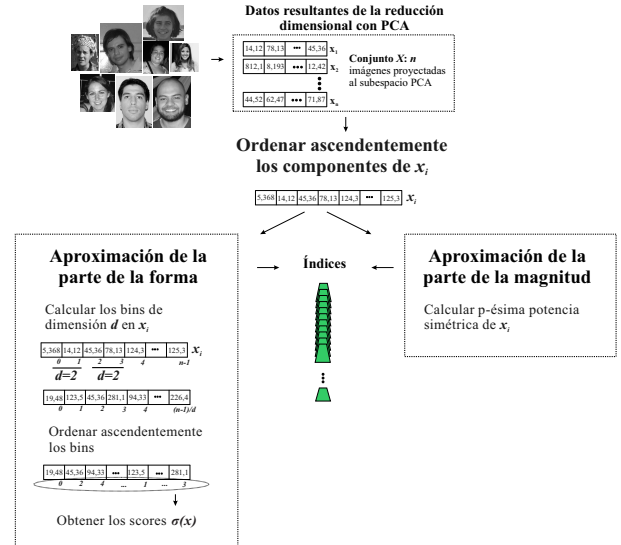 Datos resultantes de la reducción
dimensional con PCA
14,12 78,13 ••• 45,36 x1
812,1 8,193 ••• 12,42 x2
44,52 62,47 ••• 71,87 xn
Conjunto X: n
imágenes proyectadas
al subespacio PCA
Ordenar ascendentemente
los componentes de xi
5,368 14,12 45,36 78,13 124,3 ••• 125,3 xi
Aproximación de la
parte de la forma
Índices
Aproximación de la
parte de la magnitud
Calcular los bins de
dimensión d en xi
Calcular p-ésima potencia
simétrica de xi
5,368 14,12 45,36 78,13 124,3 ••• 125,3 xi
0 1 2 3 4 n-1
d=2 d=2
19,48 123,5 45,36 281,1 94,33 ••• 226,4
0 1 2 3 4 (n-1)/d
Ordenar ascendentemente
los bins
19,48 45,36 94,33 ••• 123,5 ••• 281,1
0 2 4 ... 1 ... 3
Obtener los scores σ(x)